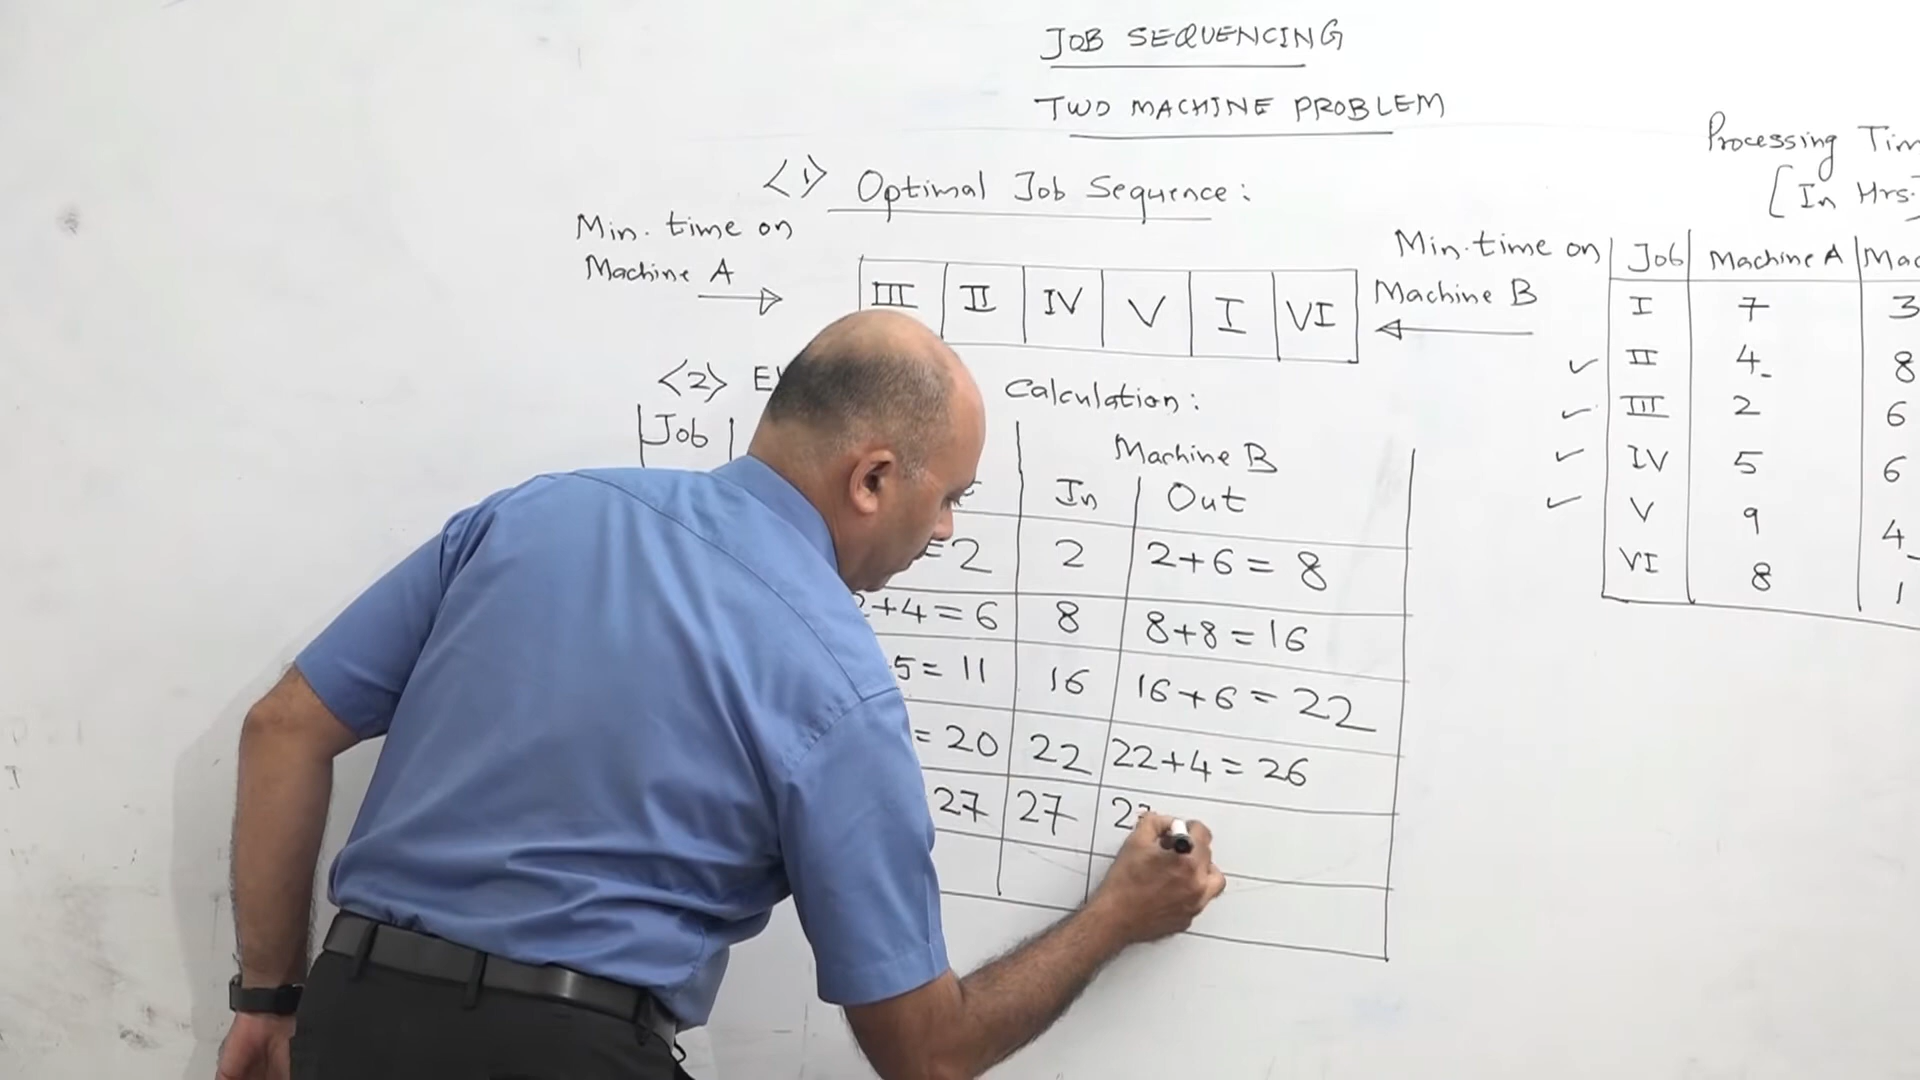 JOB SEQUENCING
TWO MACHINE PROBLEM
<1> Optimal Job Sequence:
Min. time on
Machine A
III II IV V I VI
Min. time on
Machine B
<2>
Calculation:
Job
Machine B
In Out
=2 2 2+6=8
2+4=6 8 8+8=16
5=11 16 16+6=22
=20 22 22+4=26
27 27
Processing
[In Hrs.]
Job Machine A
I 7 3
II 4 8
III 2 6
IV 5 6
V 9 4
VI 8 1